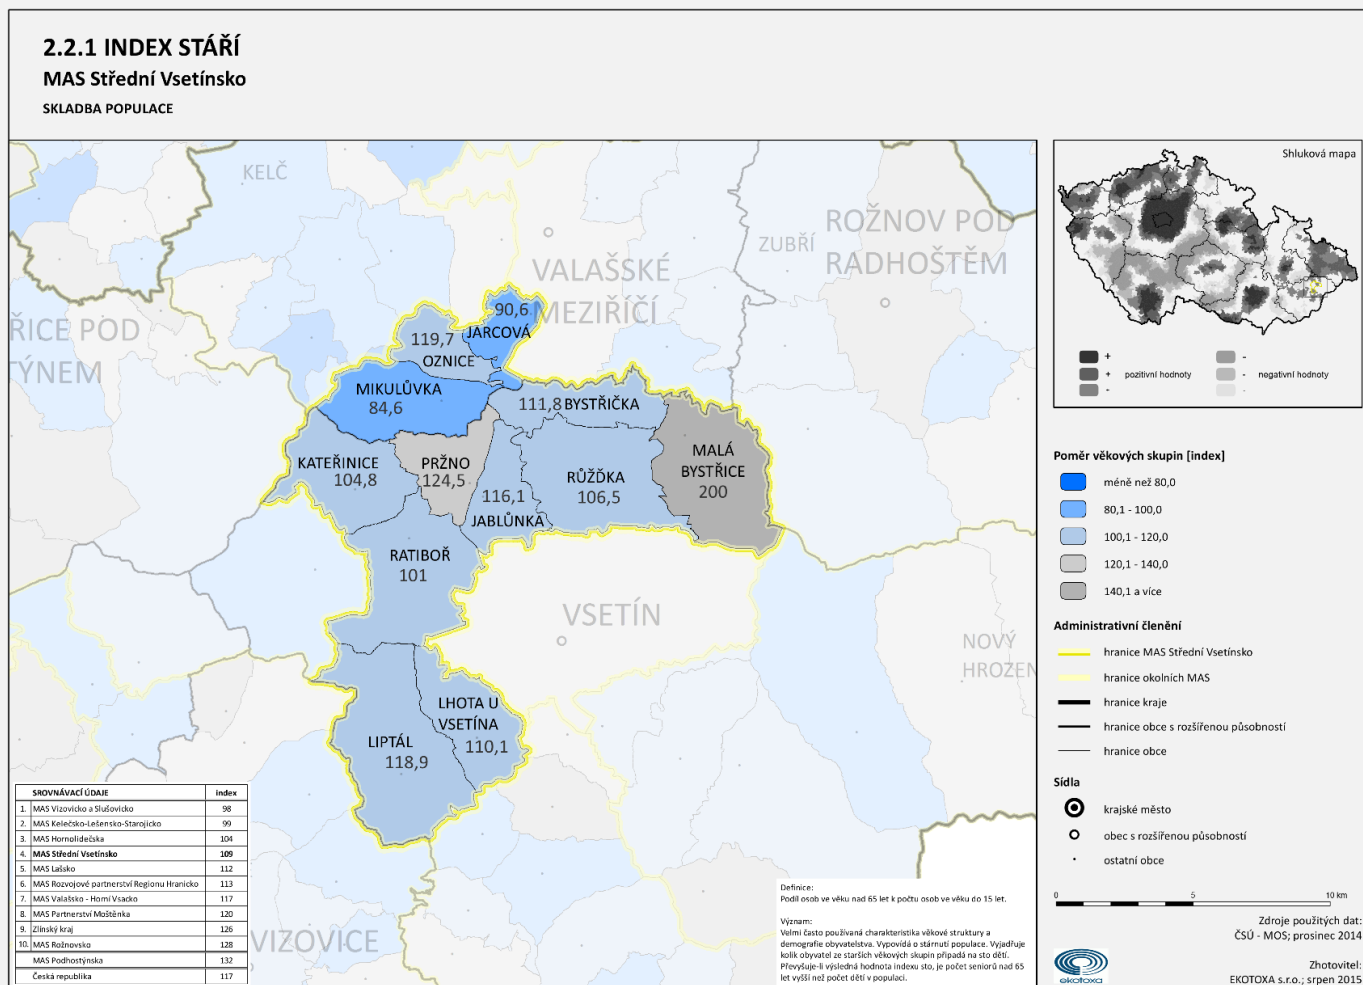 2.2.1 INDEX STÁŘÍ
MAS Střední Vsetínsko
SKLADBA POPULACE
KELČ
ROŽNOV POD
RADHOŠTĚM
ZUBŘÍ
VALAŠSKÉ
MEZIŘÍČÍ
ŘICE POD
TÝNEM
90,6
JARCOVÁ
119,7
OZNICE
MIKULŮVKA
84,6
111,8 BYSTŘIČKA
KATEŘINICE
104,8
PRŽNO
124,5
116,1
JABLŮNKA
RŮŽĎKA
106,5
MALÁ
BYSTŘICE
200
RATIBOŘ
101
VSETÍN
NOVÝ
HROZEN
LHOTA U
VSETÍNA
110,1
LIPTÁL
118,9
VIZOVICE
SROVNÁVACÍ ÚDAJE index
1. MAS Vizovicko a Slušovicko 98
2. MAS Kelečsko-Lešensko-Starojicko 99
3. MAS Hornolidečska 104
4. MAS Střední Vsetínsko 109
5. MAS Lašsko 112
6. MAS Rozvojové partnerství Regionu Hranicko 113
7. MAS Valašsko - Horní Vsacko 117
8. MAS Partnerství Moštěnka 120
9. Zlínský kraj 126
10. MAS Rožnovsko 128
MAS Podhostýnska 132
Česká republika 117
Definice:
Podíl osob ve věku nad 65 let k počtu osob ve věku do 15 let.
Význam:
Velmi často používaná charakteristika věkové struktury a
demografie obyvatelstva. Vypovídá o stárnutí populace. Vyjadřuje
kolik obyvatel ze starších věkových skupin připadá na sto dětí.
Převyšuje-li výsledná hodnota indexu sto, je počet seniorů nad 65
let vyšší než počet dětí v populaci.
Shluková mapa
+ -
+ pozitivní hodnoty - negativní hodnoty
- -
Poměr věkových skupin [index]
méně než 80,0
80,1 - 100,0
100,1 - 120,0
120,1 - 140,0
140,1 a více
Administrativní členění
hranice MAS Střední Vsetínsko
hranice okolních MAS
hranice kraje
hranice obce s rozšířenou působností
hranice obce
Sídla
krajské město
obec s rozšířenou působností
ostatní obce
0 5 10 km
Zdroje použitých dat:
ČSÚ - MOS; prosinec 2014
Zhotovitel:
EKOTOXA s.r.o.; srpen 2015
ekotoxa